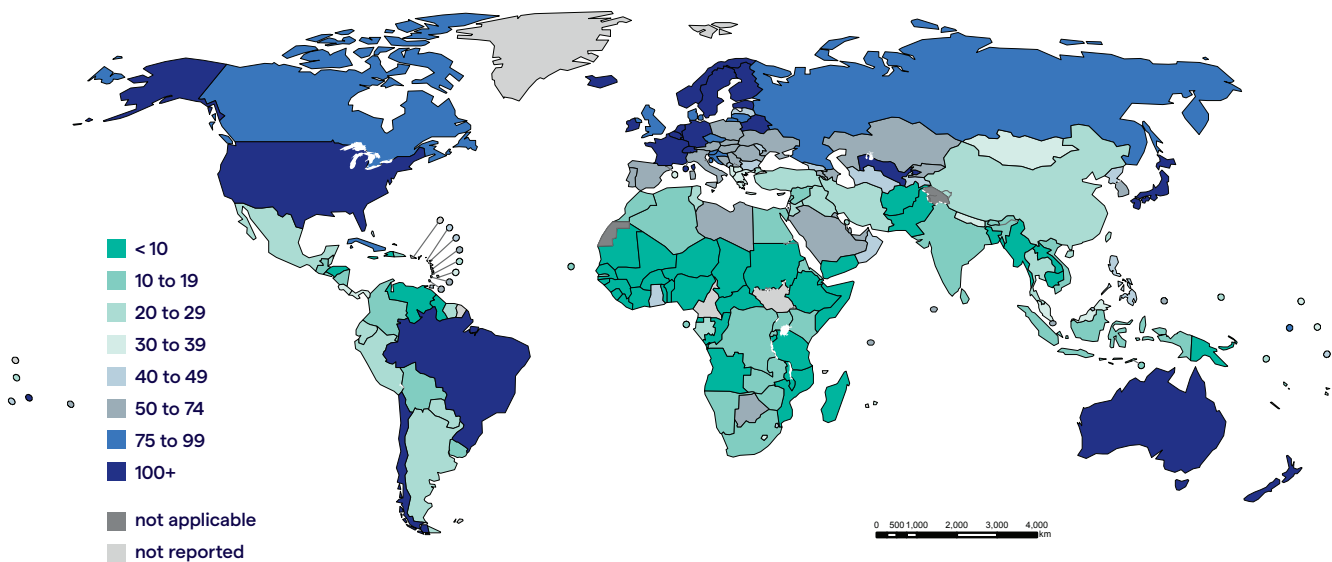 < 10
10 to 19
20 to 29
30 to 39
40 to 49
50 to 74
75 to 99
100+
not applicable
not reported
0 500 1,000 2,000 3,000 4,000
km